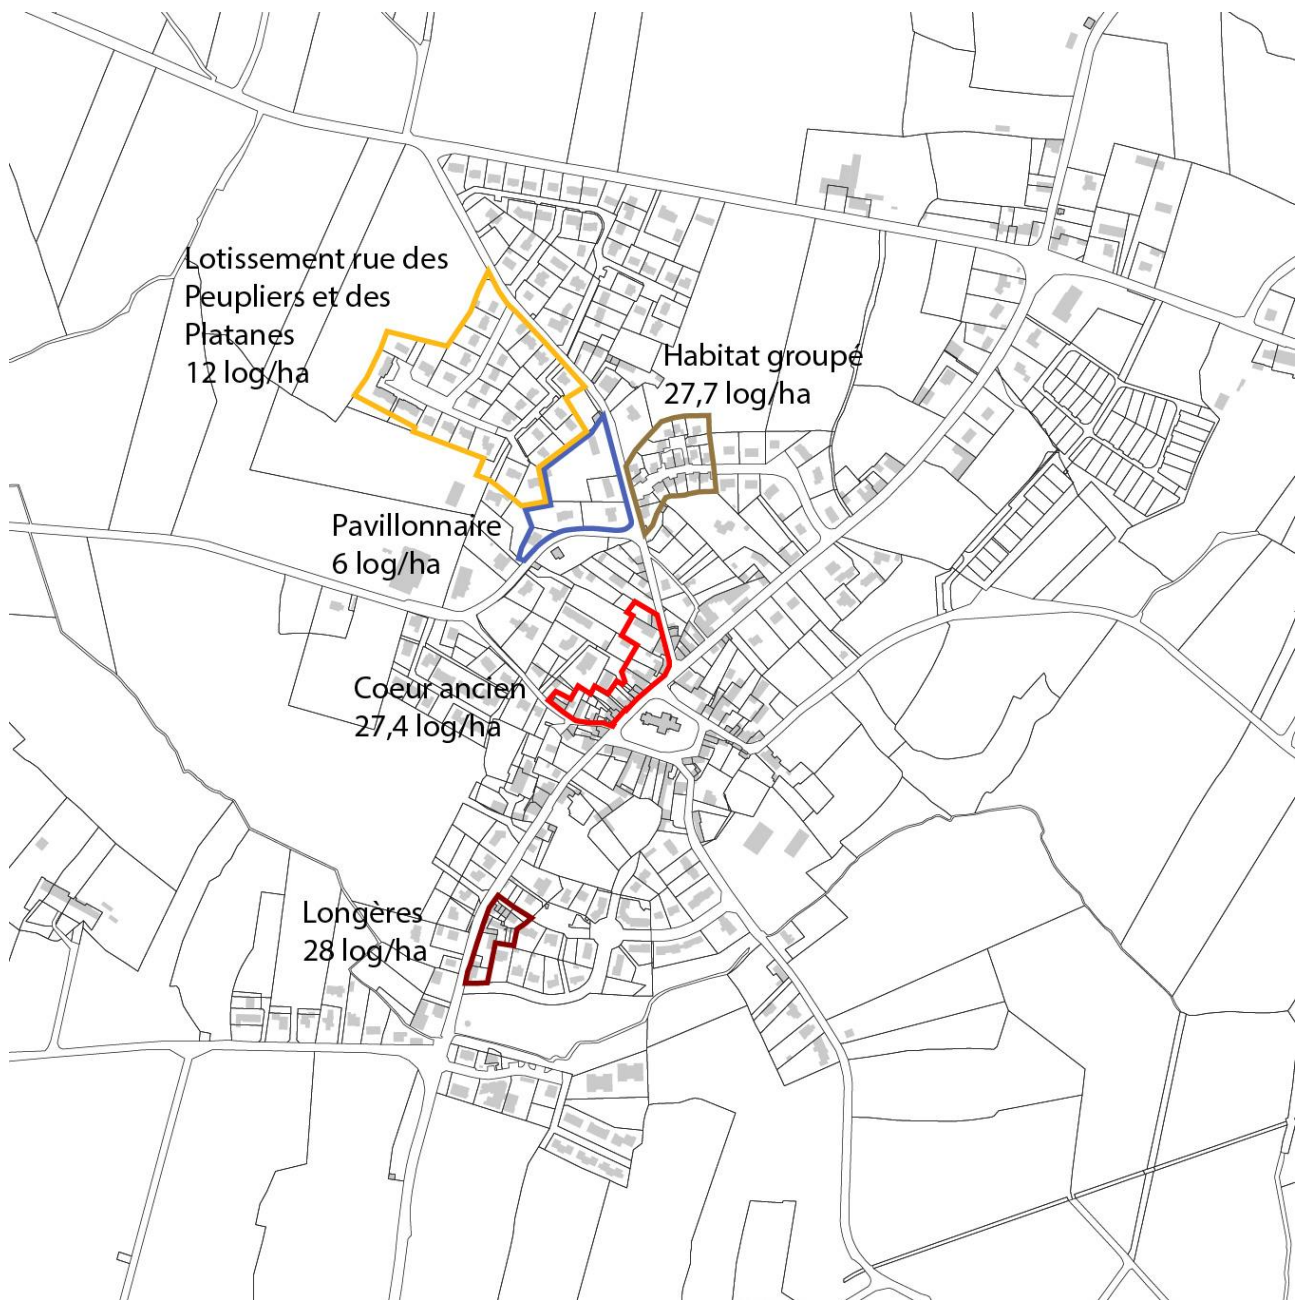 Lotissement rue des
Peupliers et des
Platanes
12 log/ha
Habitat groupé
27,7 log/ha
Pavillonnaire
6 log/ha
Coeur ancien
27,4 log/ha
Longères
28 log/ha